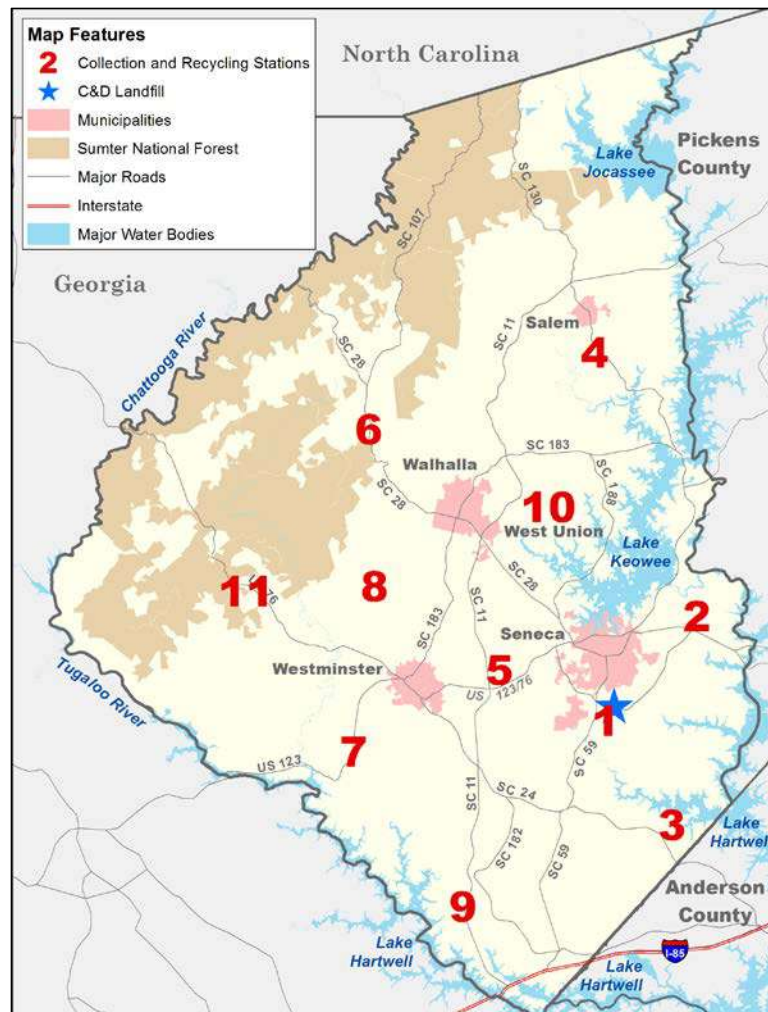 Map Features
2 Collection and Recycling Stations
C&D Landfill
Municipalities
Sumter National Forest
Major Roads
Interstate
Major Water Bodies
North Carolina
Pickens
County
Lake
Jocassee
SC 130
SC 107
Georgia
Chattooga River
SC 28
SC 11
Salem
4
6
SC 183
Walhalla
SC 188
SC 28
10
West Union
Lake
Keowee
SC 28
11
US 76
8
SC 183
SC 11
2
Seneca
Westminster
5
US 123/76
Tugaloo River
1
7
US 123
SC 59
SC 11
SC 24
3
SC 182
SC 59
Lake
Hartwell
Anderson
County
9
Lake
Hartwell
I-85
Lake
Hartwell